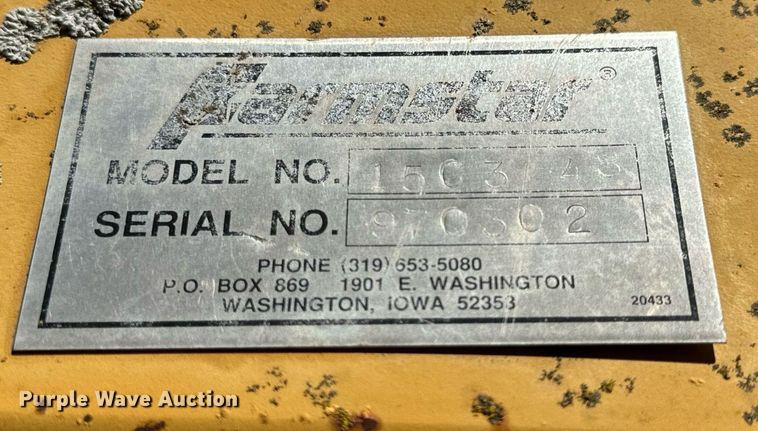 Farmstar®
MODEL NO.
SERIAL NO. 970302
PHONE (319) 653-5080
P.O. BOX 869 1901 E. WASHINGTON
WASHINGTON, IOWA 52353
20433
Purple Wave Auction